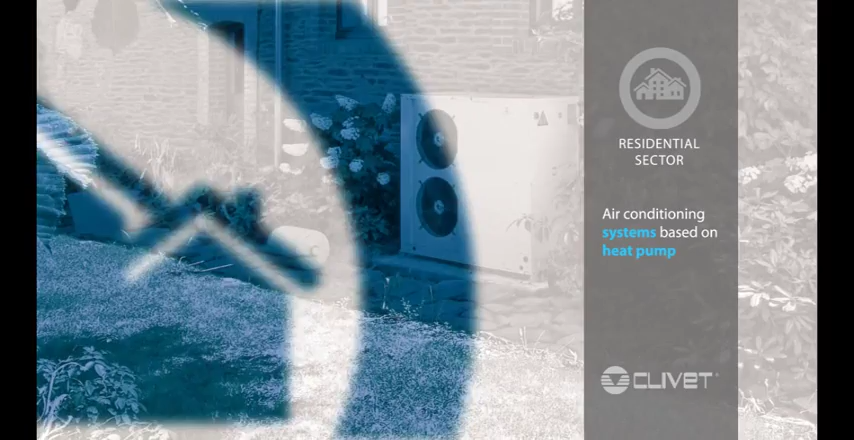 RESIDENTIAL
SECTOR
Air conditioning
systems based on
heat pump
CLIVET®